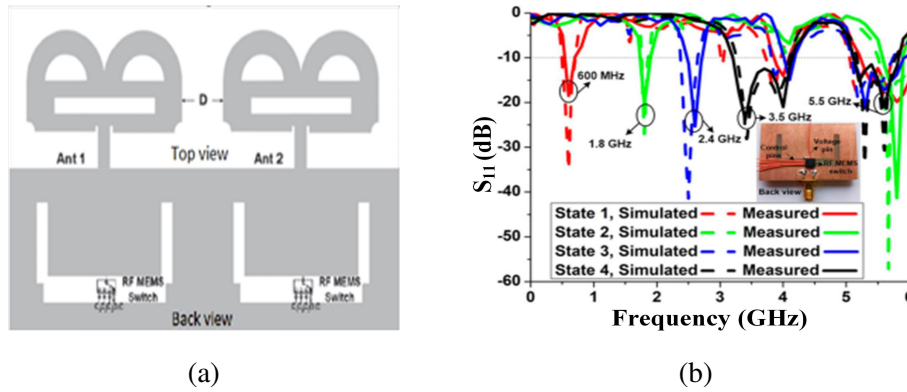 D
Ant 1
Top view
Ant 2
RF MEMS
Switch
RF MEMS
Switch
Back view
(a)
S11 (dB)
0
-10
-20
-30
-40
-50
-60
600 MHz
1.8 GHz
2.4 GHz
3.5 GHz
5.5 GHz
Control
pins
Voltage
pin
RF MEMS
switch
Back view
State 1, Simulated Measured
State 2, Simulated Measured
State 3, Simulated Measured
State 4, Simulated Measured
0 1 2 3 4 5 6
Frequency (GHz)
(b)